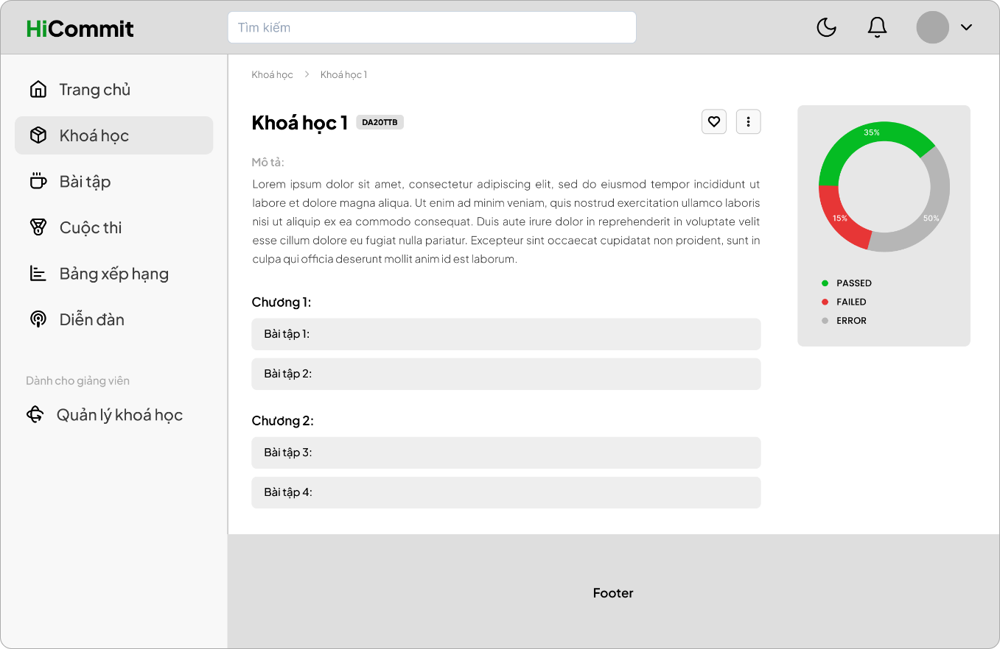 HiCommit
Tìm kiếm
Trang chủ
Khoá học
Bài tập
Cuộc thi
Bảng xếp hạng
Diễn đàn
Dành cho giảng viên
Quản lý khoá học
Khoá học > Khoá học 1
Khoá học 1 DA20TTB
Mô tả:
Lorem ipsum dolor sit amet, consectetur adipiscing elit, sed do eiusmod tempor incididunt ut
labore et dolore magna aliqua. Ut enim ad minim veniam, quis nostrud exercitation ullamco laboris
nisi ut aliquip ex ea commodo consequat. Duis aute irure dolor in reprehenderit in voluptate velit
esse cillum dolore eu fugiat nulla pariatur. Excepteur sint occaecat cupidatat non proident, sunt in
culpa qui officia deserunt mollit anim id est laborum.
Chương 1:
Bài tập 1:
Bài tập 2:
Chương 2:
Bài tập 3:
Bài tập 4:
35%
15%
50%
PASSED
FAILED
ERROR
Footer